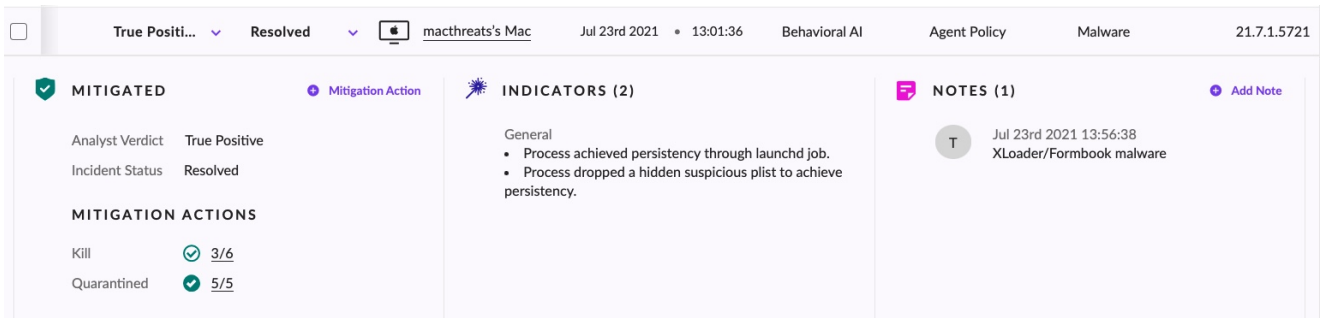 True Positi... Resolved macthreats's Mac Jul 23rd 2021 • 13:01:36 Behavioral AI Agent Policy Malware 21.7.1.5721
MITIGATED Mitigation Action
Analyst Verdict True Positive
Incident Status Resolved
MITIGATION ACTIONS
Kill 3/6
Quarantined 5/5
INDICATORS (2)
General
• Process achieved persistency through launchd job.
• Process dropped a hidden suspicious plist to achieve
persistency.
NOTES (1) Add Note
T
Jul 23rd 2021 13:56:38
XLoader/Formbook malware